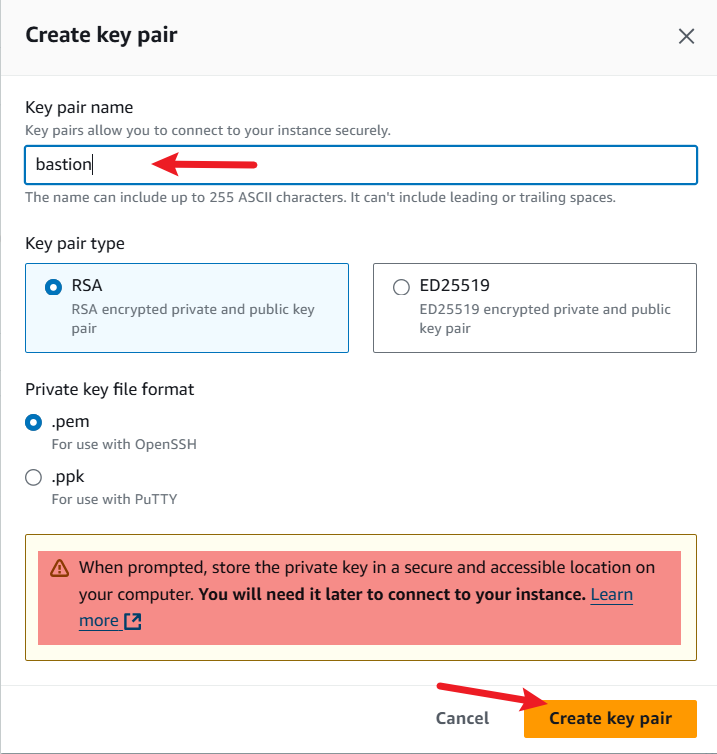 Create key pair
Key pair name
Key pairs allow you to connect to your instance securely.
bastion
The name can include up to 255 ASCII characters. It can't include leading or trailing spaces.
Key pair type
RSA
RSA encrypted private and public key
pair
ED25519
ED25519 encrypted private and public
key pair
Private key file format
.pem
For use with OpenSSH
.ppk
For use with PuTTY
When prompted, store the private key in a secure and accessible location on
your computer. You will need it later to connect to your instance. Learn
more
Cancel
Create key pair